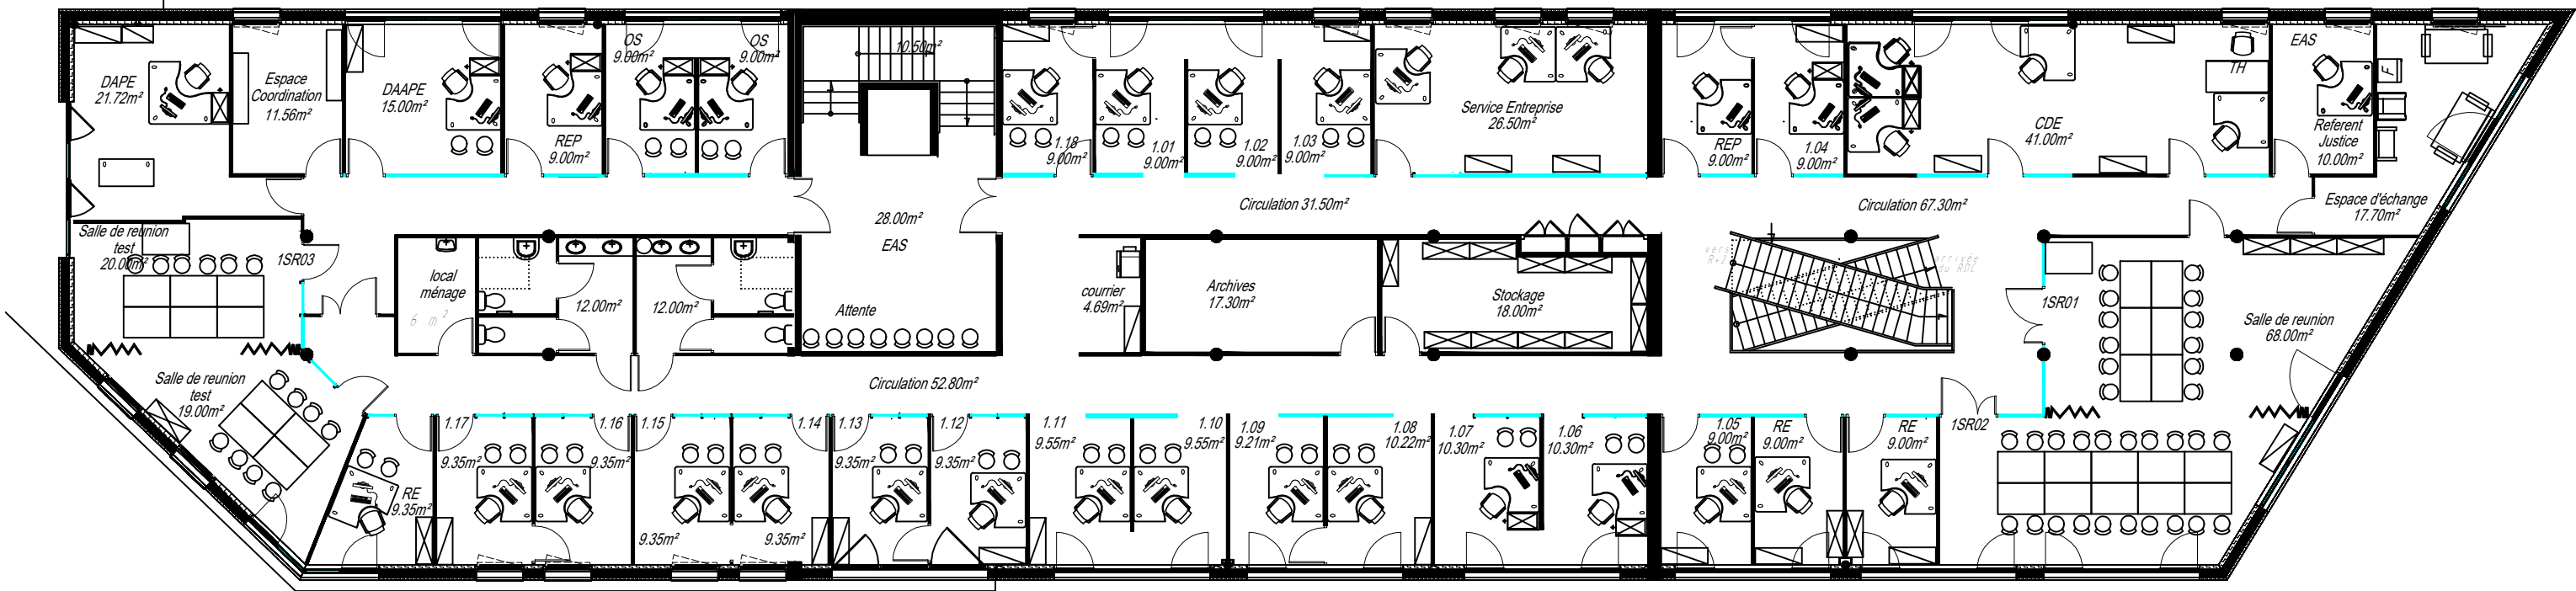 DAPE
21.72m²
Espace
Coordination
11.56m²
DAAPE
15.00m²
REP
9.00m²
OS
9.00m²
OS
9.00m²
10.50m²
1.18
9.00m²
1.01
9.00m²
1.02
9.00m²
1.03
9.00m²
Service Entreprise
26.50m²
REP
9.00m²
1.04
9.00m²
CDE
41.00m²
TH
EAS
Referent
Justice
10.00m²
F
Espace d'échange
17.70m²
Circulation 31.50m²
Circulation 67.30m²
28.00m²
EAS
Salle de reunion
test
20.00m²
1SR03
local
ménage
6 m²
12.00m²
12.00m²
Attente
courrier
4.69m²
Archives
17.30m²
Stockage
18.00m²
vers
R+2
arrivée
du RDC
1SR01
Salle de reunion
68.00m²
Salle de reunion
test
19.00m²
Circulation 52.80m²
RE
9.35m²
1.17
9.35m²
1.16
9.35m²
1.15
9.35m²
1.14
9.35m²
1.13
9.35m²
1.12
9.35m²
1.11
9.55m²
1.10
9.55m²
1.09
9.21m²
1.08
10.22m²
1.07
10.30m²
1.06
10.30m²
1.05
9.00m²
RE
9.00m²
RE
9.00m²
1SR02